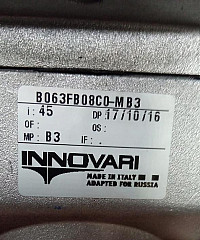 B063FB08C0-MB3
i: 45 DP: 17/10/16
OF: OS:
MP: B3 IF: .
INNOVARI
MADE IN ITALY
ADAPTED FOR RUSSIA